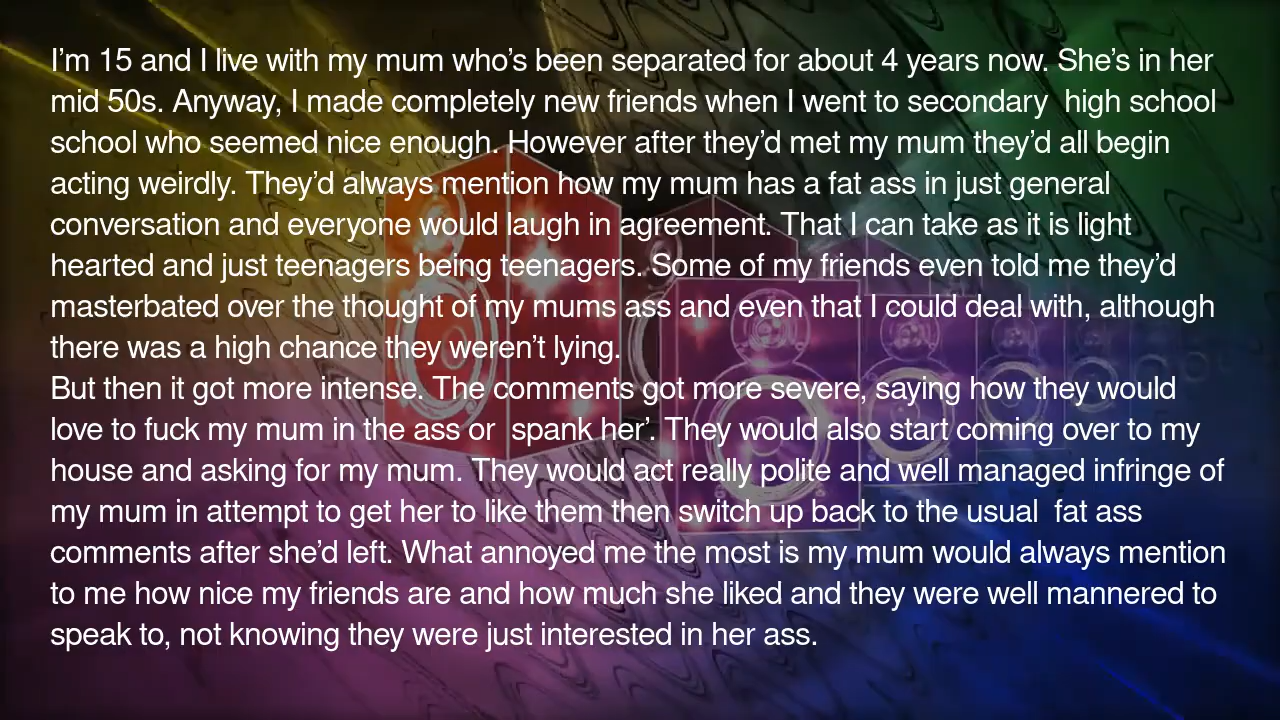 I'm 15 and I live with my mum who's been separated for about 4 years now. She's in her
mid 50s. Anyway, I made completely new friends when I went to secondary  high school
school who seemed nice enough. However after they'd met my mum they'd all begin
acting weirdly. They'd always mention how my mum has a fat ass in just general
conversation and everyone would laugh in agreement. That I can take as it is light
hearted and just teenagers being teenagers. Some of my friends even told me they'd
masterbated over the thought of my mums ass and even that I could deal with, although
there was a high chance they weren't lying.
But then it got more intense. The comments got more severe, saying how they would
love to fuck my mum in the ass or  spank her'. They would also start coming over to my
house and asking for my mum. They would act really polite and well managed infringe of
my mum in attempt to get her to like them then switch up back to the usual  fat ass
comments after she'd left. What annoyed me the most is my mum would always mention
to me how nice my friends are and how much she liked and they were well mannered to
speak to, not knowing they were just interested in her ass.